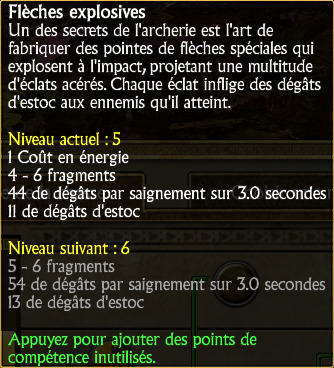 Flèches explosives
Un des secrets de l'archerie est l'art de
fabriquer des pointes de flèches spéciales qui
explosent à l'impact, projetant une multitude
d'éclats acérés. Chaque éclat inflige des dégâts
d'estoc aux ennemis qu'il atteint.
Niveau actuel : 5
1 Coût en énergie
4 - 6 fragments
44 de dégâts par saignement sur 3.0 secondes
11 de dégâts d'estoc
Niveau suivant : 6
5 - 6 fragments
54 de dégâts par saignement sur 3.0 secondes
13 de dégâts d'estoc
Appuyez pour ajouter des points de
compétence inutilisés.